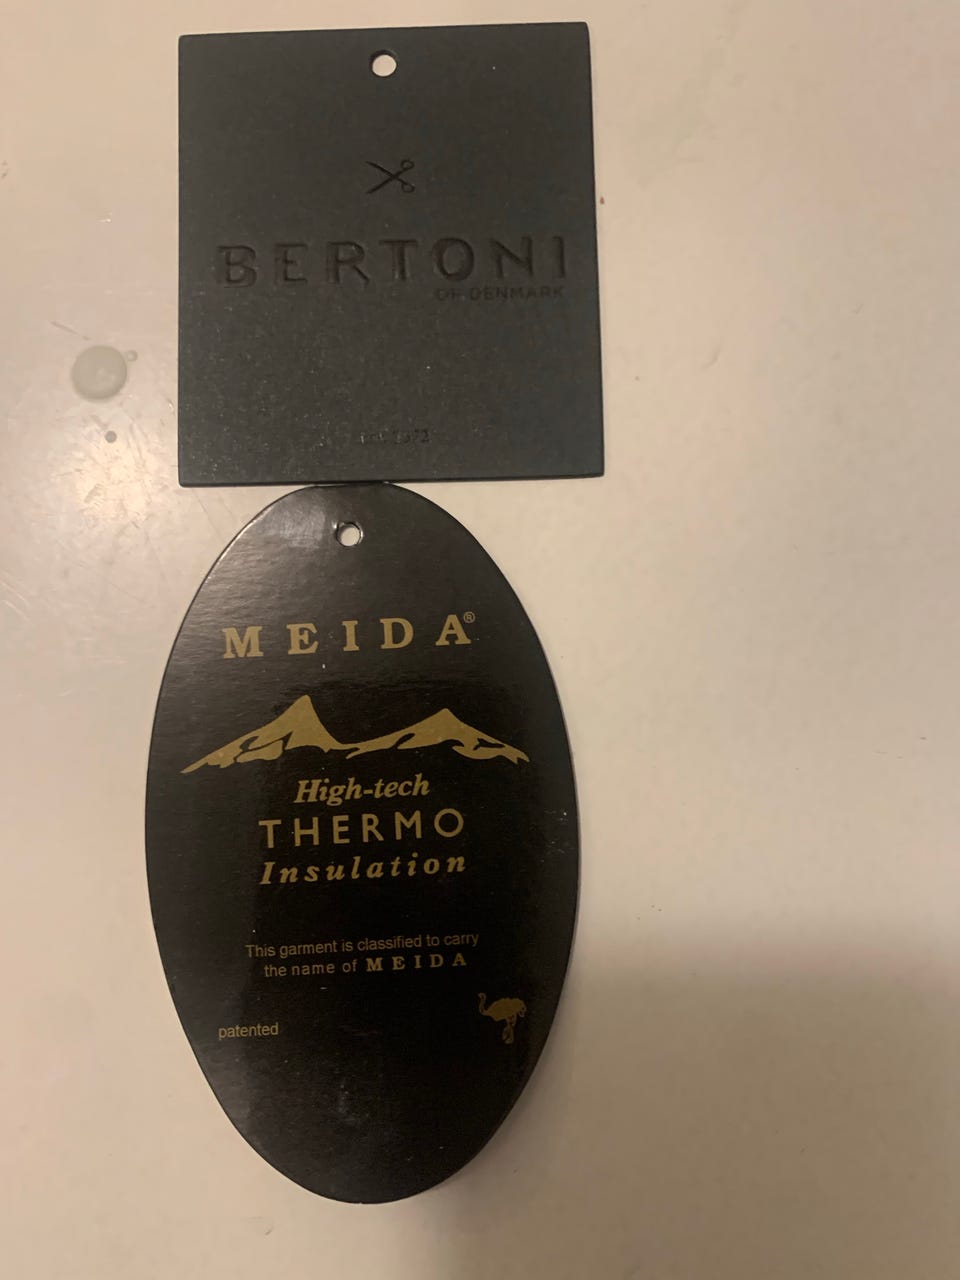 BERTONI
OF DENMARK
1972
MEIDA®
High-tech
THERMO
Insulation
This garment is classified to carry
the name of MEIDA
patented